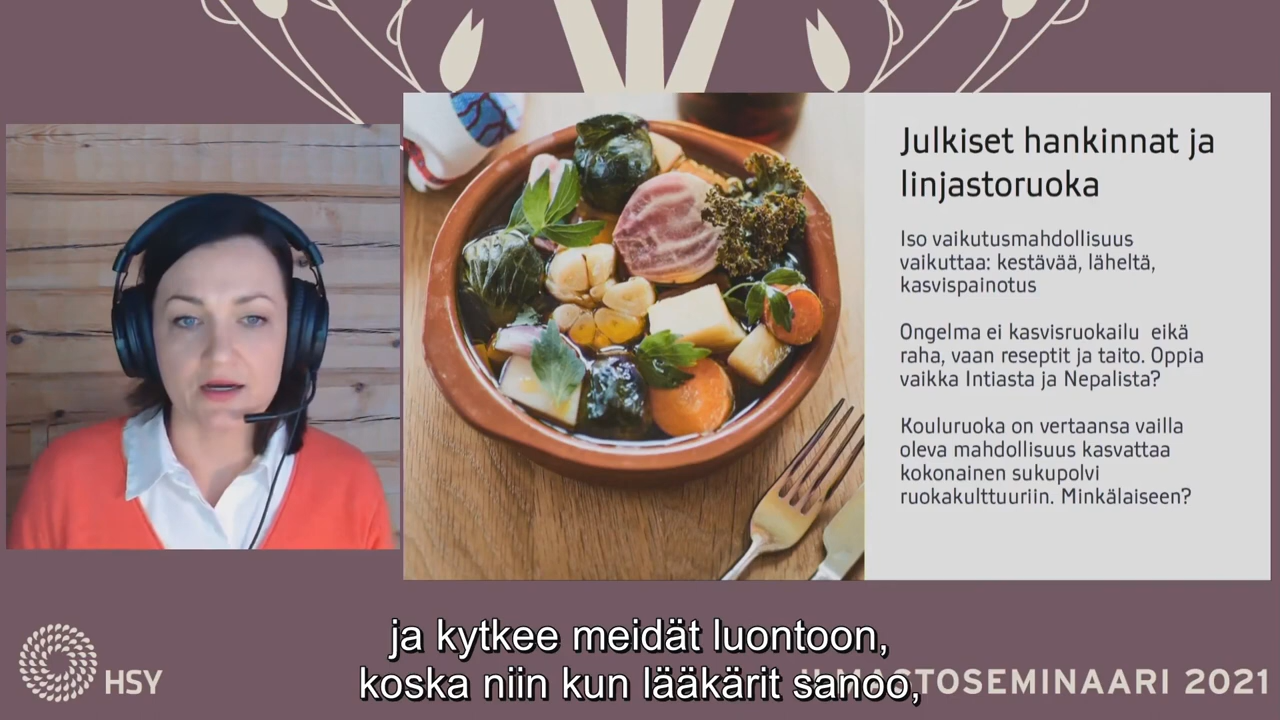 Julkiset hankinnat ja
linjastoruoka
Iso vaikutusmahdollisuus
vaikuttaa: kestävää, läheltä,
kasvispainotus
Ongelma ei kasvisruokailu eikä
raha, vaan reseptit ja taito. Oppia
vaikka Intiasta ja Nepalista?
Kouluruoka on vertaansa vailla
oleva mahdollisuus kasvattaa
kokonainen sukupolvi
ruokakulttuuriin. Minkälaiseen?
ja kytkee meidät luontoon,
koska niin kun lääkärit sanoo,
HSY
2021